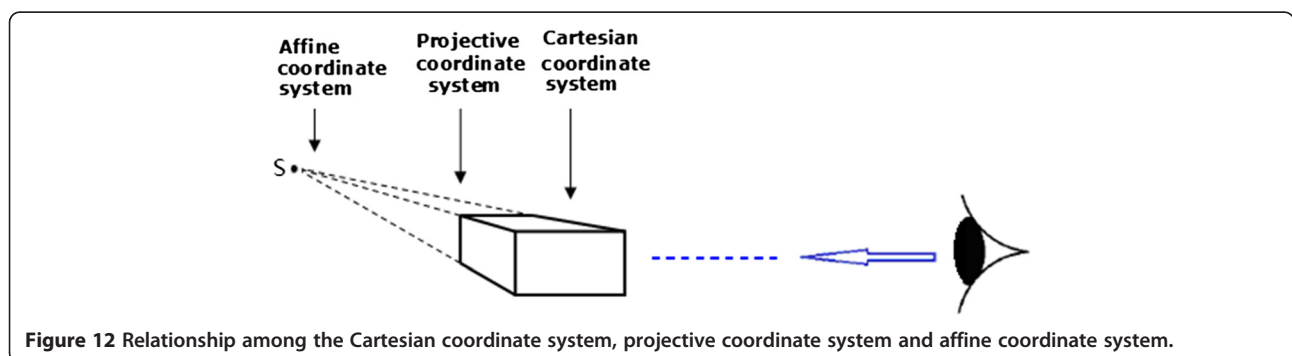 Affine
coordinate
system
Projective
coordinate
system
Cartesian
coordinate
system
S
Figure 12 Relationship among the Cartesian coordinate system, projective coordinate system and affine coordinate system.